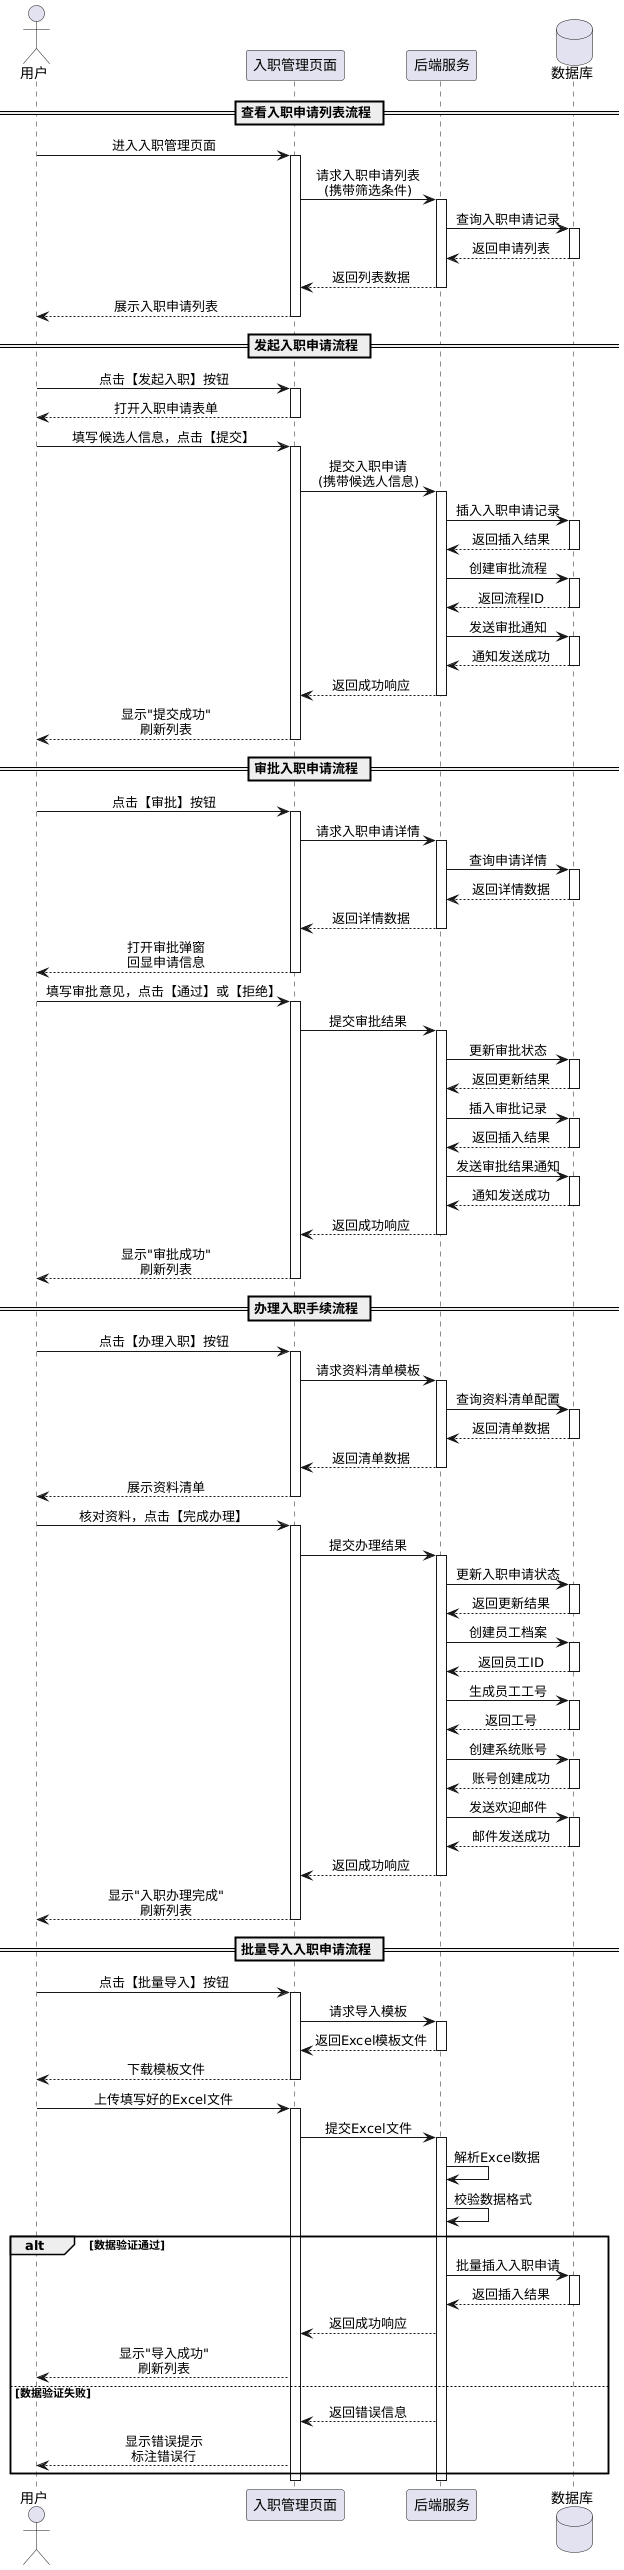 用户
入职管理页面
后端服务
数据库
查看入职申请列表流程
进入入职管理页面
请求入职申请列表
(携带筛选条件)
查询入职申请记录
返回申请列表
返回列表数据
展示入职申请列表
发起入职申请流程
点击【发起入职】按钮
打开入职申请表单
填写候选人信息，点击【提交】
提交入职申请
(携带候选人信息)
插入入职申请记录
返回插入结果
创建审批流程
返回流程ID
发送审批通知
通知发送成功
返回成功响应
显示"提交成功"
刷新列表
审批入职申请流程
点击【审批】按钮
请求入职申请详情
查询申请详情
返回详情数据
返回详情数据
打开审批弹窗
回显申请信息
填写审批意见，点击【通过】或【拒绝】
提交审批结果
更新审批状态
返回更新结果
插入审批记录
返回插入结果
发送审批结果通知
通知发送成功
返回成功响应
显示"审批成功"
刷新列表
办理入职手续流程
点击【办理入职】按钮
请求资料清单模板
查询资料清单配置
返回清单数据
返回清单数据
展示资料清单
核对资料，点击【完成办理】
提交办理结果
更新入职申请状态
返回更新结果
创建员工档案
返回员工ID
生成员工工号
返回工号
创建系统账号
账号创建成功
发送欢迎邮件
邮件发送成功
返回成功响应
显示"入职办理完成"
刷新列表
批量导入入职申请流程
点击【批量导入】按钮
请求导入模板
返回Excel模板文件
下载模板文件
上传填写好的Excel文件
提交Excel文件
解析Excel数据
校验数据格式
alt [数据验证通过]
批量插入入职申请
返回插入结果
返回成功响应
显示"导入成功"
刷新列表
[数据验证失败]
返回错误信息
显示错误提示
标注错误行
用户
入职管理页面
后端服务
数据库